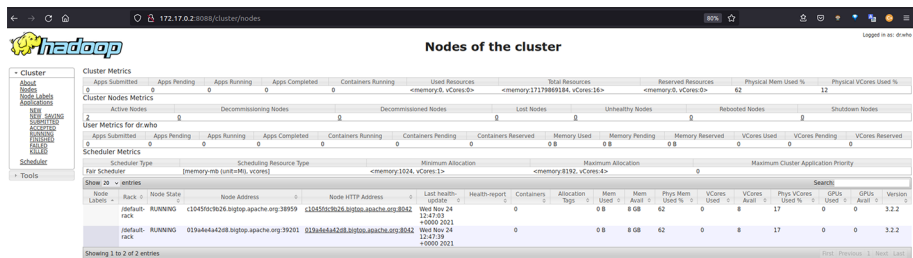 172.17.0.2:8088/cluster/nodes
80%
Logged in as: dr.who
hadoop
Nodes of the cluster
Cluster
About
Nodes
Node Labels
Applications
NEW
NEW_SAVING
SUBMITTED
ACCEPTED
RUNNING
FINISHED
FAILED
KILLED
Scheduler
Tools
Cluster Metrics
Apps Submitted Apps Pending Apps Running Apps Completed Containers Running Used Resources Total Resources Reserved Resources Physical Mem Used % Physical VCores Used %
0 0 0 0 0 <memory:0, vCores:0> <memory:17179869184, vCores:16> <memory:0, vCores:0> 62 12
Cluster Nodes Metrics
Active Nodes Decommissioning Nodes Decommissioned Nodes Lost Nodes Unhealthy Nodes Rebooted Nodes Shutdown Nodes
2 0 0 0 0 0 0
User Metrics for dr.who
Apps Submitted Apps Pending Apps Running Apps Completed Containers Running Containers Pending Containers Reserved Memory Used Memory Pending Memory Reserved VCores Used VCores Pending VCores Reserved
0 0 0 0 0 0 0 0 B 0 B 0 B 0 0 0
Scheduler Metrics
Scheduler Type Scheduling Resource Type Minimum Allocation Maximum Allocation Maximum Cluster Application Priority
Fair Scheduler [memory-mb (unit=Mi), vcores] <memory:1024, vCores:1> <memory:8192, vCores:4> 0
Show 20 entries Search:
Node Labels Rack Node State Node Address Node HTTP Address Last health-update Health-report Containers Allocation Tags Mem Used Mem Avail Phys Mem Used % VCores Used VCores Avail Phys VCores Used % GPUs Used GPUs Avail Version
/default-rack RUNNING c1045fdc9b26.bigtop.apache.org:38959 c1045fdc9b26.bigtop.apache.org:8042 Wed Nov 24 12:47:03 +0000 2021 0 0 B 8 GB 62 0 8 17 0 0 3.2.2
/default-rack RUNNING 019a4e4a42d8.bigtop.apache.org:39201 019a4e4a42d8.bigtop.apache.org:8042 Wed Nov 24 12:47:39 +0000 2021 0 0 B 8 GB 62 0 8 17 0 0 3.2.2
Showing 1 to 2 of 2 entries First Previous 1 Next Last